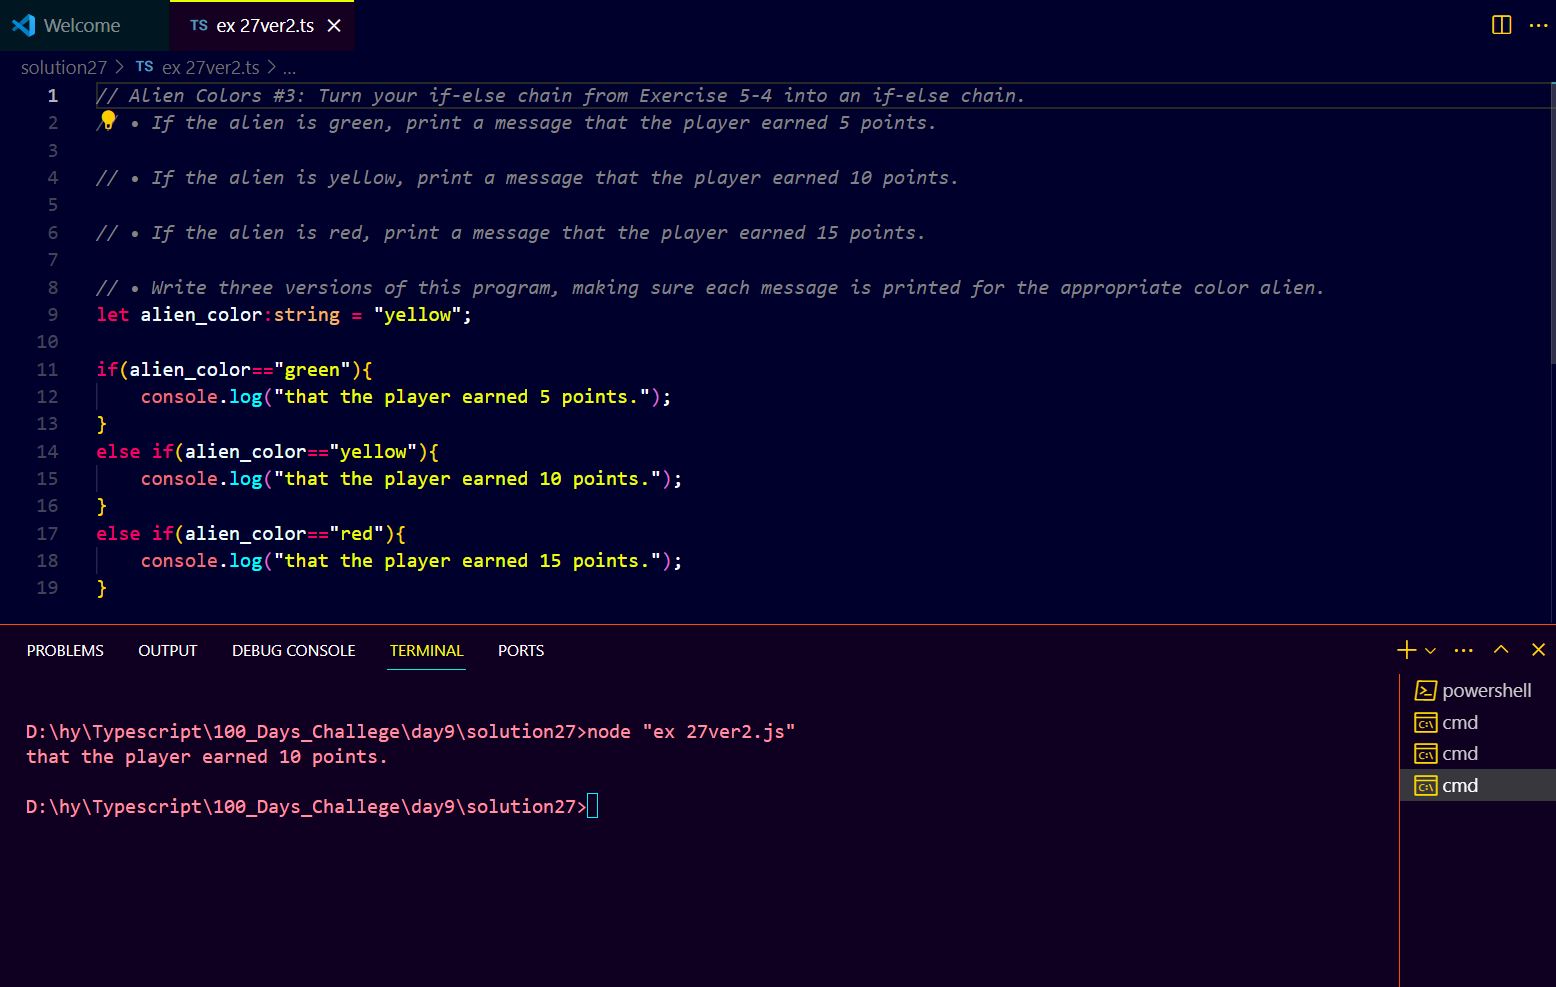 Welcome
TS ex 27ver2.ts
solution27 > TS ex 27ver2.ts > ...
1 // Alien Colors #3: Turn your if-else chain from Exercise 5-4 into an if-else chain.
2 // • If the alien is green, print a message that the player earned 5 points.
3
4 // • If the alien is yellow, print a message that the player earned 10 points.
5
6 // • If the alien is red, print a message that the player earned 15 points.
7
8 // • Write three versions of this program, making sure each message is printed for the appropriate color alien.
9 let alien_color:string = "yellow";
10
11 if(alien_color=="green"){
12     console.log("that the player earned 5 points.");
13 }
14 else if(alien_color=="yellow"){
15     console.log("that the player earned 10 points.");
16 }
17 else if(alien_color=="red"){
18     console.log("that the player earned 15 points.");
19 }
PROBLEMS OUTPUT DEBUG CONSOLE TERMINAL PORTS
D:\hy\Typescript\100_Days_Challege\day9\solution27>node "ex 27ver2.js"
that the player earned 10 points.
D:\hy\Typescript\100_Days_Challege\day9\solution27>
powershell
cmd
cmd
cmd